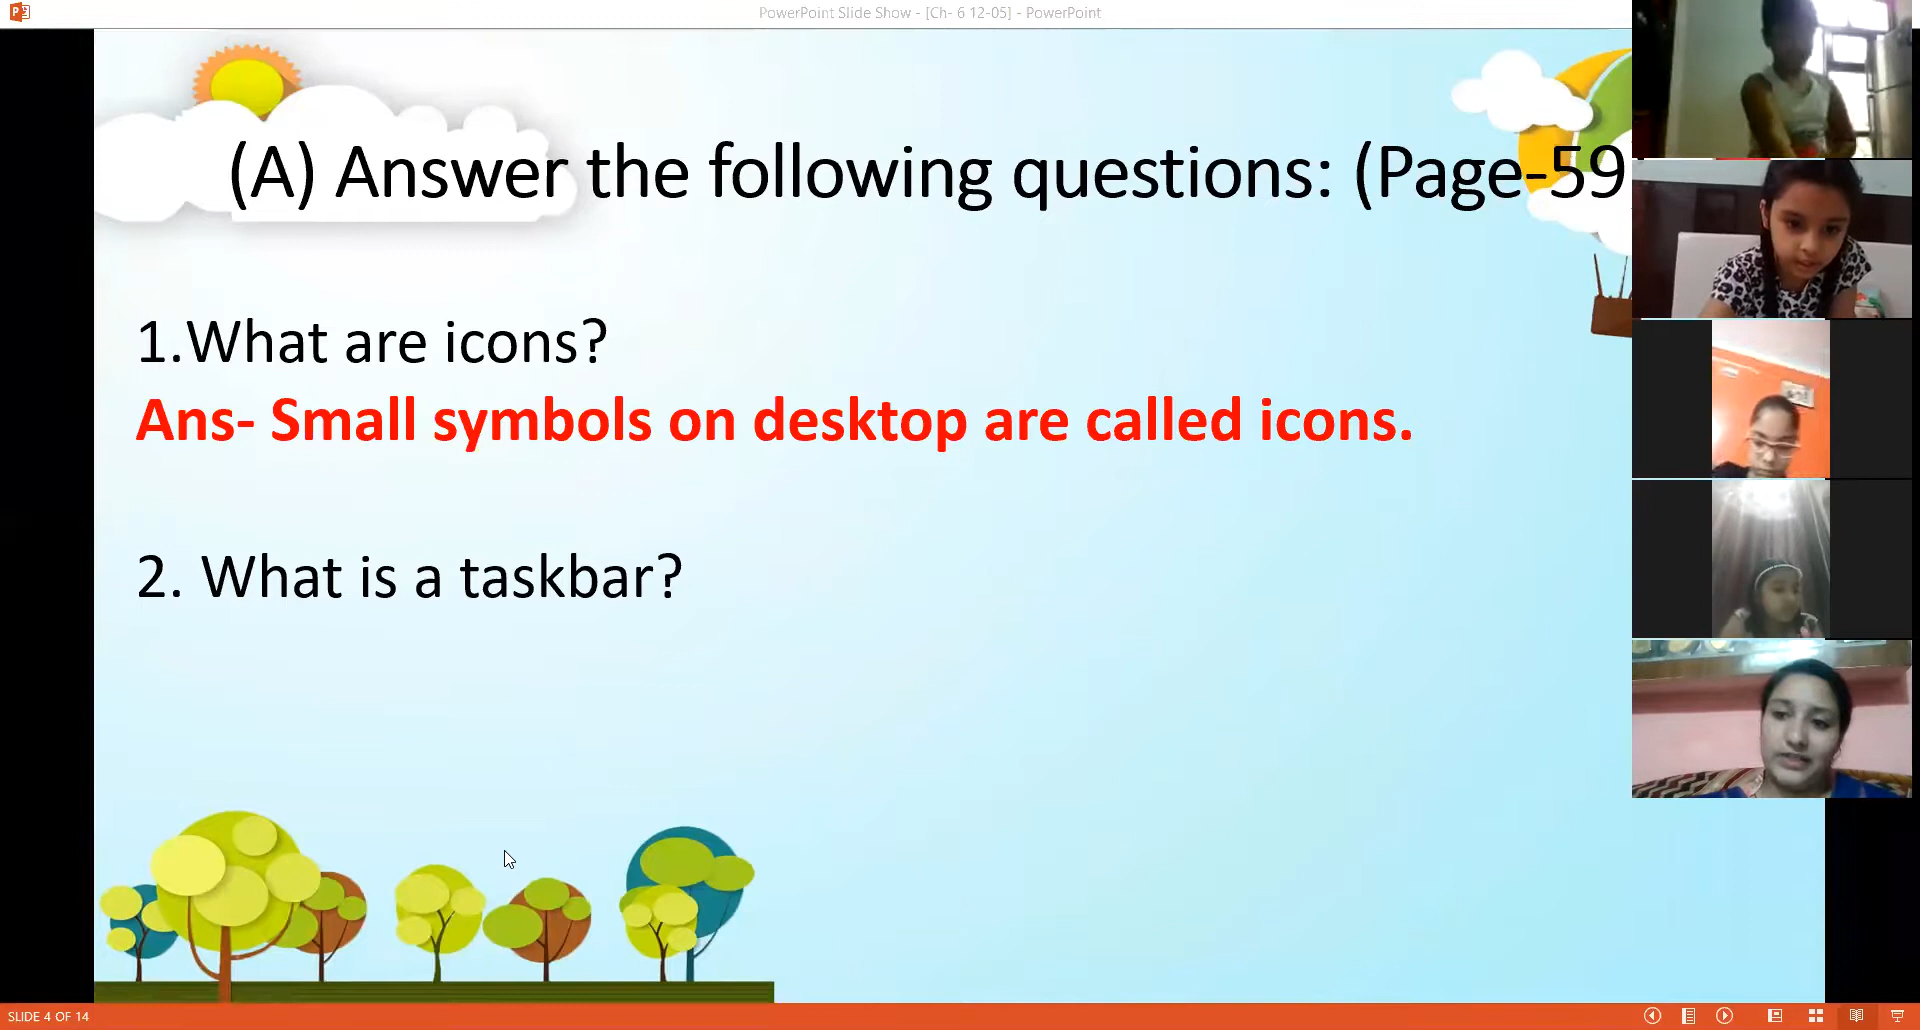 PowerPoint Slide Show - [Ch- 6 12-05] - PowerPoint
(A) Answer the following questions: (Page-59
1.What are icons?
Ans- Small symbols on desktop are called icons.
2. What is a taskbar?
SLIDE 4 OF 14